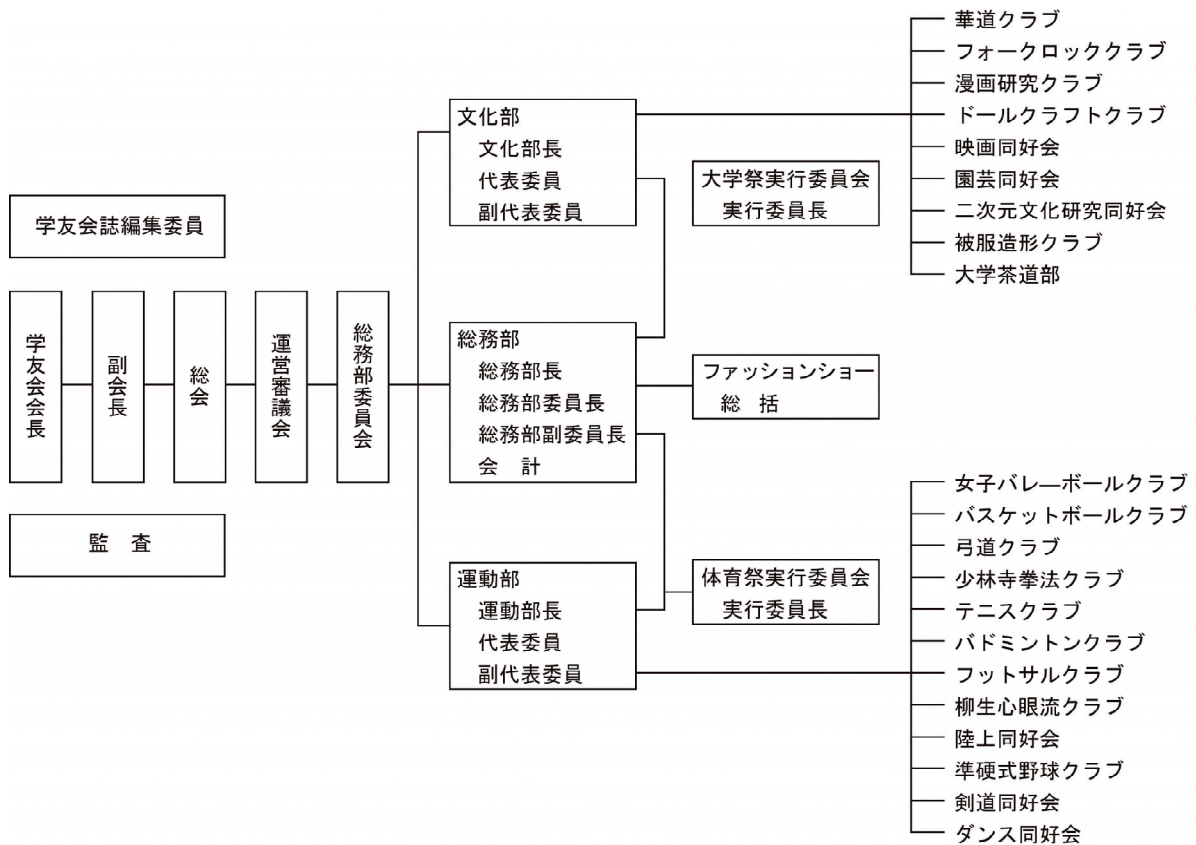 学友会誌編集委員
学友会会長
副会長
総会
運営審議会
総務部委員会
監　査
文化部
文化部長
代表委員
副代表委員
総務部
総務部長
総務部委員長
総務部副委員長
会　計
運動部
運動部長
代表委員
副代表委員
大学祭実行委員会
実行委員長
ファッションショー
総　括
体育祭実行委員会
実行委員長
華道クラブ
フォークロッククラブ
漫画研究クラブ
ドールクラフトクラブ
映画同好会
園芸同好会
二次元文化研究同好会
被服造形クラブ
大学茶道部
女子バレ―ボールクラブ
バスケットボールクラブ
弓道クラブ
少林寺拳法クラブ
テニスクラブ
バドミントンクラブ
フットサルクラブ
柳生心眼流クラブ
陸上同好会
準硬式野球クラブ
剣道同好会
ダンス同好会